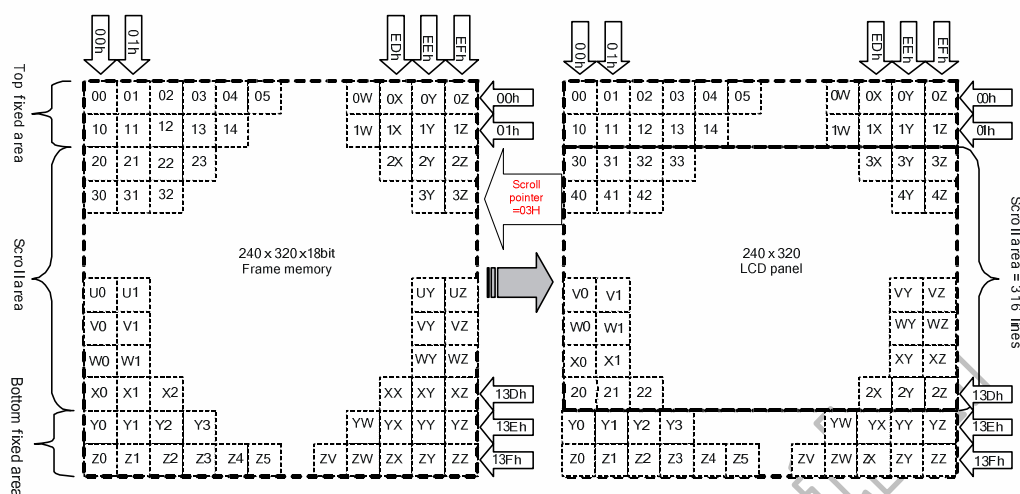 00h 01h EDh EEh EFh 00h 01h EDh EEh EFh
Top fixed area
00 01 02 03 04 05 0W 0X 0Y 0Z 00h 00 01 02 03 04 05 0W 0X 0Y 0Z 00h
10 11 12 13 14 1W 1X 1Y 1Z 01h 10 11 12 13 14 1W 1X 1Y 1Z 01h
20 21 22 23 2X 2Y 2Z 30 31 32 33 3X 3Y 3Z
30 31 32 3Y 3Z 40 41 42 4Y 4Z
Scroll
pointer
=03H
Scroll area
240 x 320 x18bit
Frame memory
240 x 320
LCD panel
Scroll area = 316 lines
U0 U1 UY UZ V0 V1 VY VZ
V0 V1 VY VZ W0 W1 WY WZ
W0 W1 WY WZ X0 X1 XY XZ
X0 X1 X2 XX XY XZ 13Dh 20 21 22 2X 2Y 2Z 13Dh
Bottom fixed area
Y0 Y1 Y2 Y3 YW YX YY YZ 13Eh Y0 Y1 Y2 Y3 YW YX YY YZ 13Eh
Z0 Z1 Z2 Z3 Z4 Z5 ZV ZW ZX ZY ZZ 13Fh Z0 Z1 Z2 Z3 Z4 Z5 ZV ZW ZX ZY ZZ 13Fh